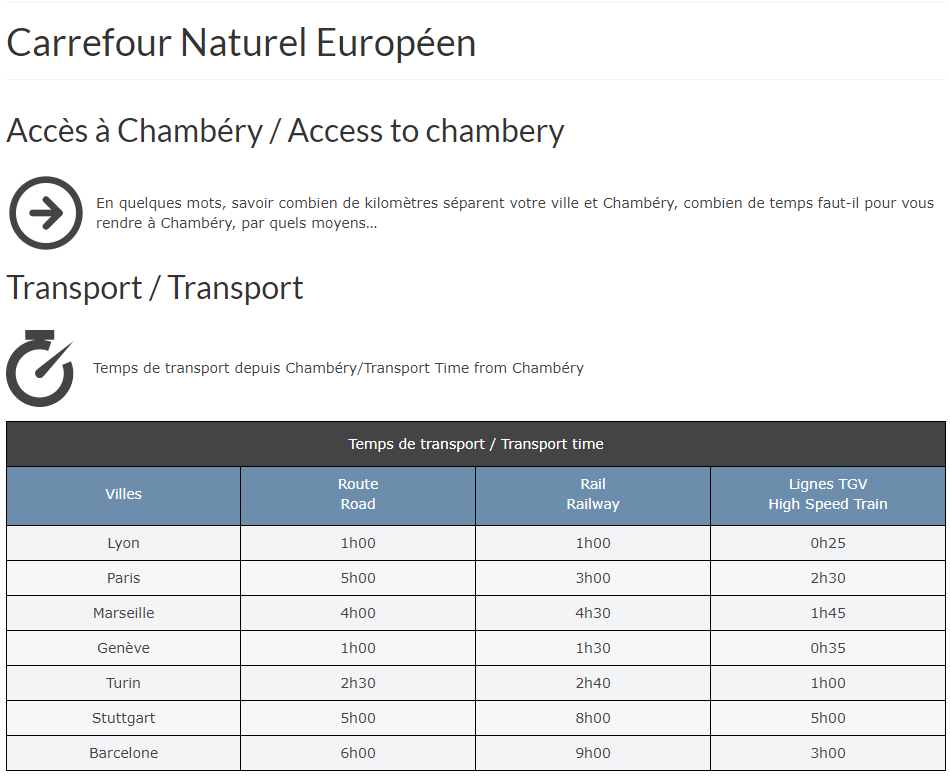 Carrefour Naturel Européen
Accès à Chambéry / Access to chambery
En quelques mots, savoir combien de kilomètres séparent votre ville et Chambéry, combien de temps faut-il pour vous
rendre à Chambéry, par quels moyens...
Transport / Transport
Temps de transport depuis Chambéry/Transport Time from Chambéry
Temps de transport / Transport time
Villes Route Road Rail Railway Lignes TGV High Speed Train
Lyon 1h00 1h00 0h25
Paris 5h00 3h00 2h30
Marseille 4h00 4h30 1h45
Genève 1h00 1h30 0h35
Turin 2h30 2h40 1h00
Stuttgart 5h00 8h00 5h00
Barcelone 6h00 9h00 3h00